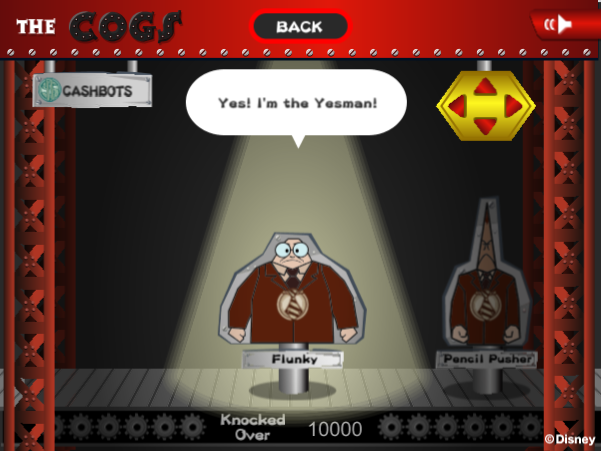 THE COGS
BACK
CASHBOTS
Yes! I'm the Yesman!
Flunky
Pencil Pusher
Knocked
Over
10000
©Disney